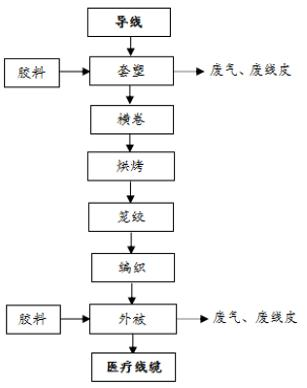 导线
胶料 套塑 废气、废线皮
横卷
烘烤
笼绞
编织
胶料 外被 废气、废线皮
医疗线缆